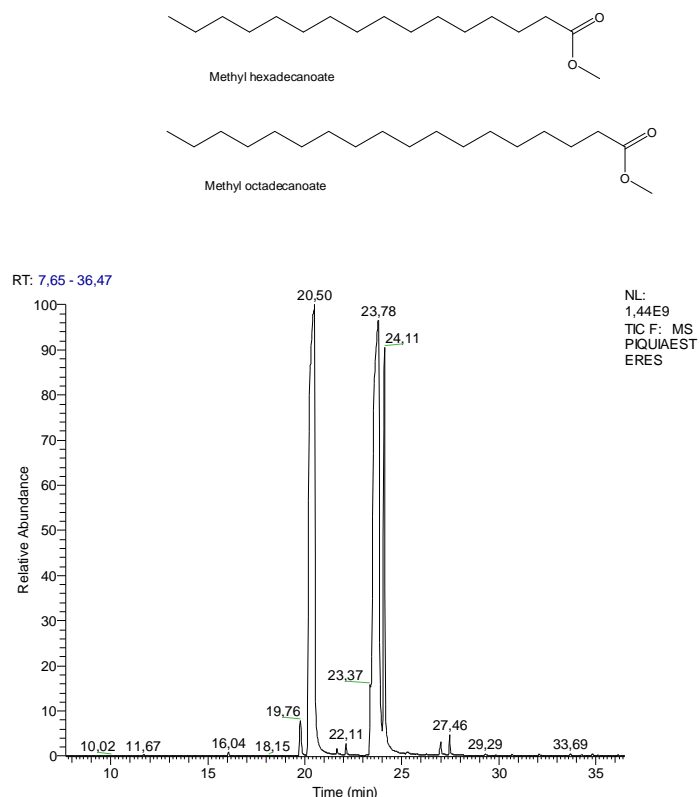 O
O
Methyl hexadecanoate
O
O
Methyl octadecanoate
RT: 7,65 - 36,47
NL:
1,44E9
TIC F: MS
PIQUIAEST
ERES
100
90
80
70
60
50
40
30
20
10
0
Relative Abundance
20,50
23,78
24,11
23,37
19,76
22,11
27,46
10,02
11,67
16,04
18,15
29,29
33,69
10
15
20
25
30
35
Time (min)